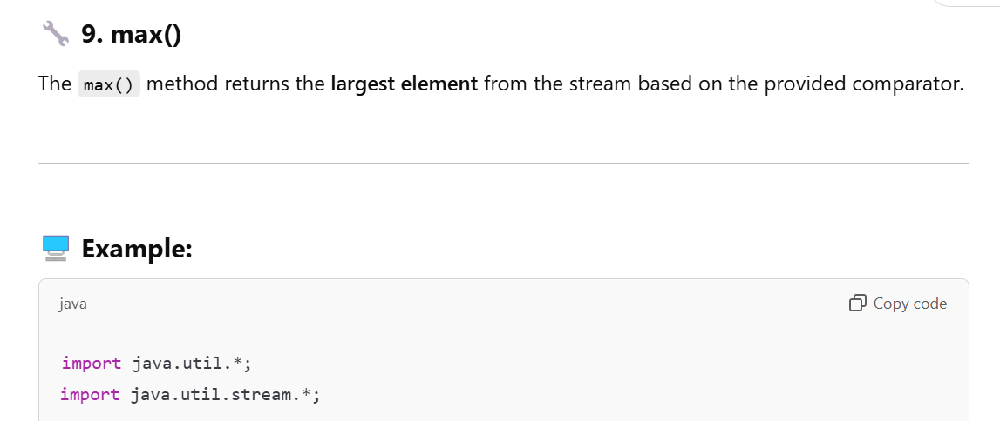 9. max()
The max() method returns the largest element from the stream based on the provided comparator.
Example:
java
Copy code
import java.util.*;
import java.util.stream.*;